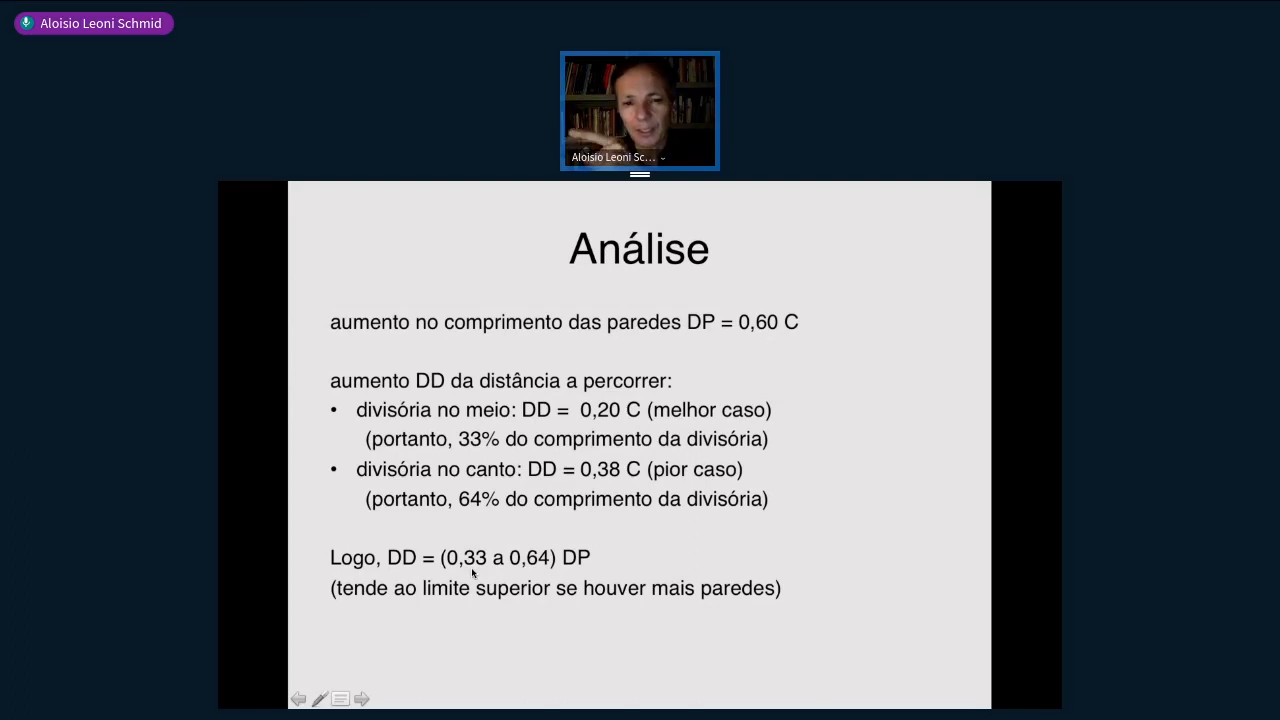 Aloisio Leoni Schmid
Aloisio Leoni Sc...
Análise
aumento no comprimento das paredes DP = 0,60 C
aumento DD da distância a percorrer:
• divisória no meio: DD = 0,20 C (melhor caso)
(portanto, 33% do comprimento da divisória)
• divisória no canto: DD = 0,38 C (pior caso)
(portanto, 64% do comprimento da divisória)
Logo, DD = (0,33 a 0,64) DP
(tende ao limite superior se houver mais paredes)